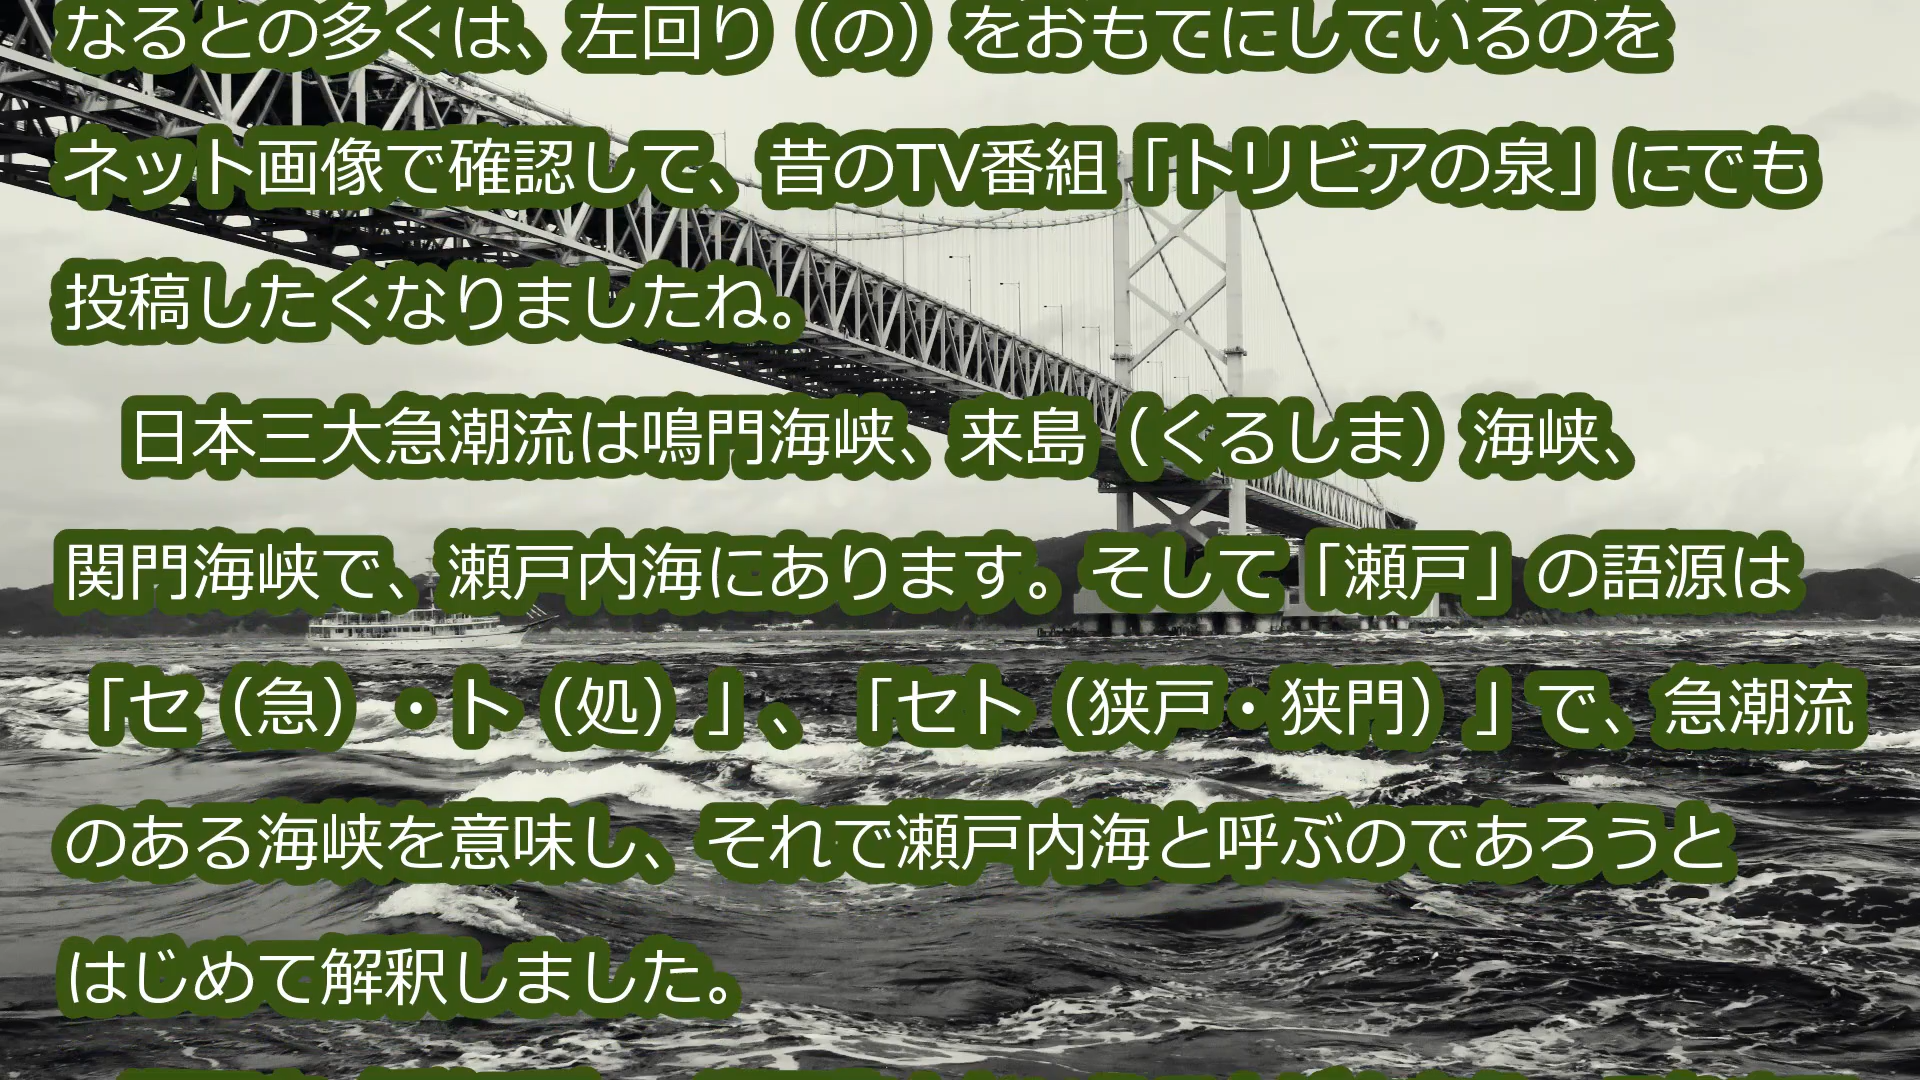 なるとの多くは、左回り（の）をおもてにしているのを
ネット画像で確認して、昔のTV番組「トリビアの泉」にでも
投稿したくなりましたね。
日本三大急潮流は鳴門海峡、来島（くるしま）海峡、
関門海峡で、瀬戸内海にあります。そして「瀬戸」の語源は
「セ（急）・ト（処）」、「セト（狭戸・狭門）」で、急潮流
のある海峡を意味し、それで瀬戸内海と呼ぶのであろうと
はじめて解釈しました。